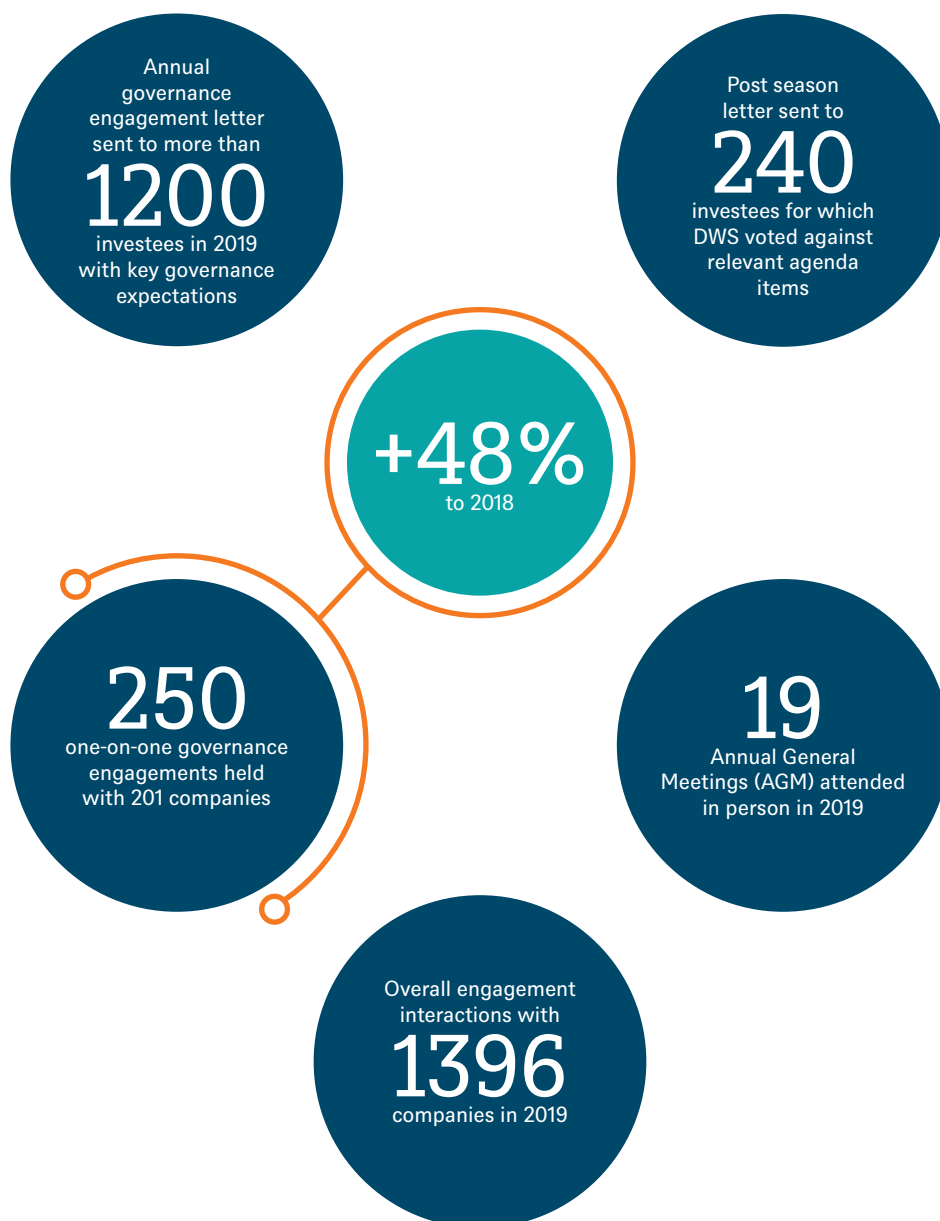 Annual
governance
engagement letter
sent to more than
1200
investees in 2019
with key governance
expectations
Post season
letter sent to
240
investees for which
DWS voted against
relevant agenda
items
+48%
to 2018
250
one-on-one governance
engagements held
with 201 companies
19
Annual General
Meetings (AGM) attended
in person in 2019
Overall engagement
interactions with
1396
companies in 2019